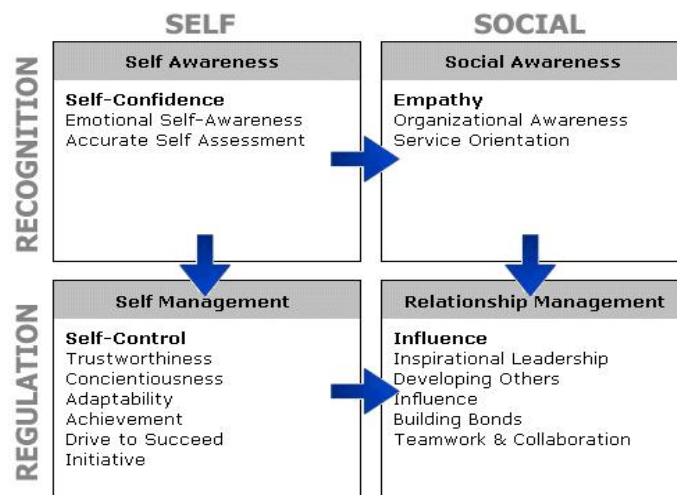 SELF
SOCIAL
RECOGNITION
Self Awareness
Self-Confidence
Emotional Self-Awareness
Accurate Self Assessment
Social Awareness
Empathy
Organizational Awareness
Service Orientation
REGULATION
Self Management
Self-Control
Trustworthiness
Concientiousness
Adaptability
Achievement
Drive to Succeed
Initiative
Relationship Management
Influence
Inspirational Leadership
Developing Others
Influence
Building Bonds
Teamwork & Collaboration